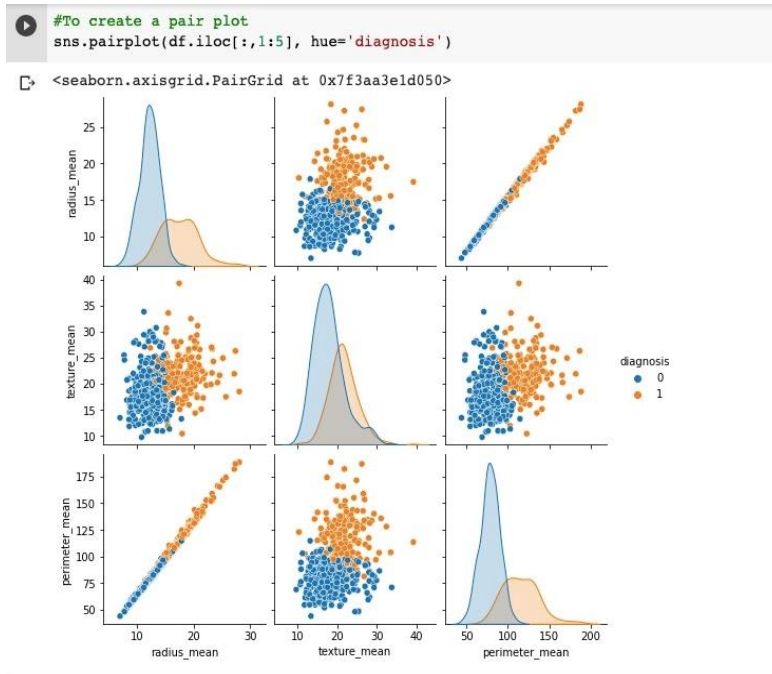 #To create a pair plot
sns.pairplot(df.iloc[:,1:5], hue='diagnosis')
<seaborn.axisgrid.PairGrid at 0x7f3aa3e1d050>
radius_mean
25
20
15
10
texture_mean
40
35
30
25
20
15
10
diagnosis
0
1
perimeter_mean
175
150
125
100
75
50
10 20 30
10 20 30 40
50 100 150 200
radius_mean
texture_mean
perimeter_mean